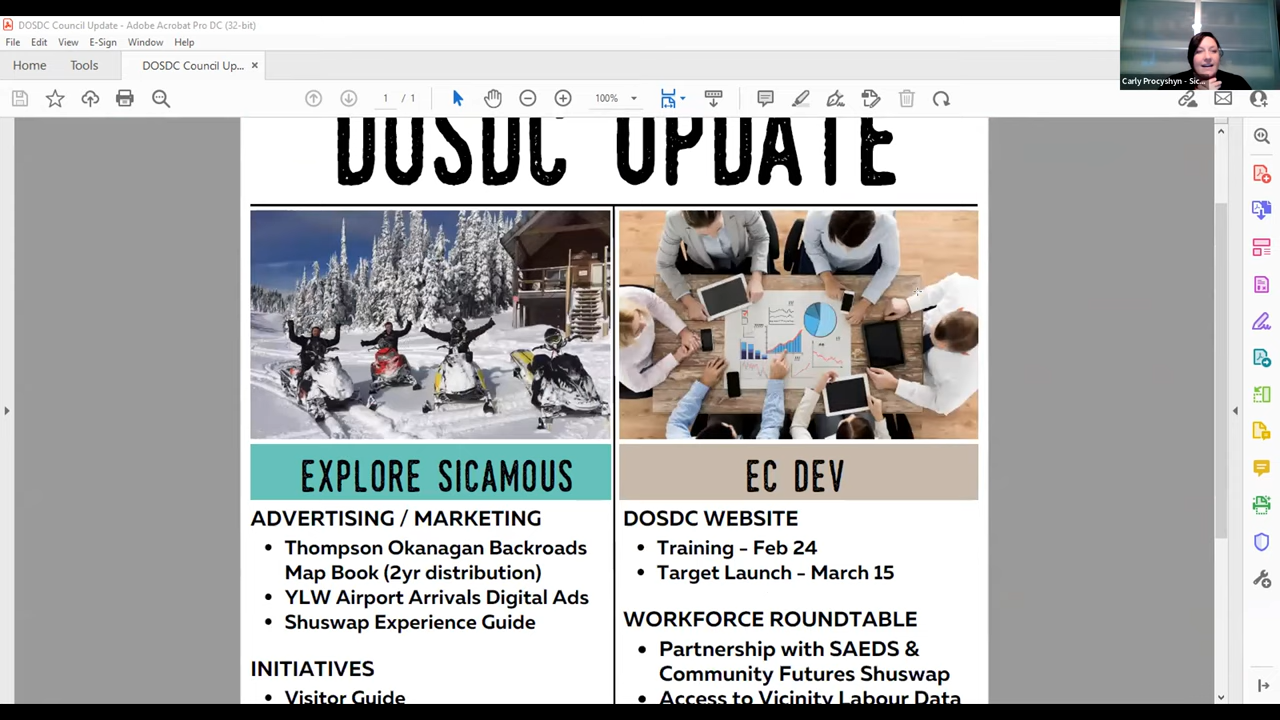 DOSDC Council Update - Adobe Acrobat Pro DC (32-bit)
File Edit View E-Sign Window Help
Home Tools DOSDC Council Up... ×
1 / 1 100%
Carly Procyshyn - Sic...
DOSDC UPDATE
EXPLORE SICAMOUS
ADVERTISING / MARKETING
• Thompson Okanagan Backroads
Map Book (2yr distribution)
• YLW Airport Arrivals Digital Ads
• Shuswap Experience Guide
INITIATIVES
• Visitor Guide
EC DEV
DOSDC WEBSITE
• Training - Feb 24
• Target Launch - March 15
WORKFORCE ROUNDTABLE
• Partnership with SAEDS &
Community Futures Shuswap
• Access to Vicinity Labour Data